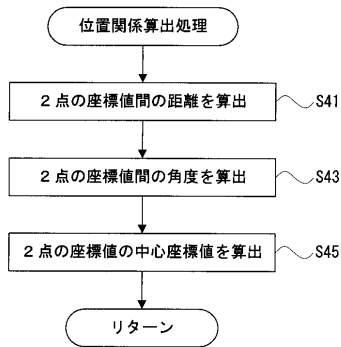 位置関係算出処理
2点の座標値間の距離を算出 S41
2点の座標値間の角度を算出 S43
2点の座標値の中心座標値を算出 S45
リターン